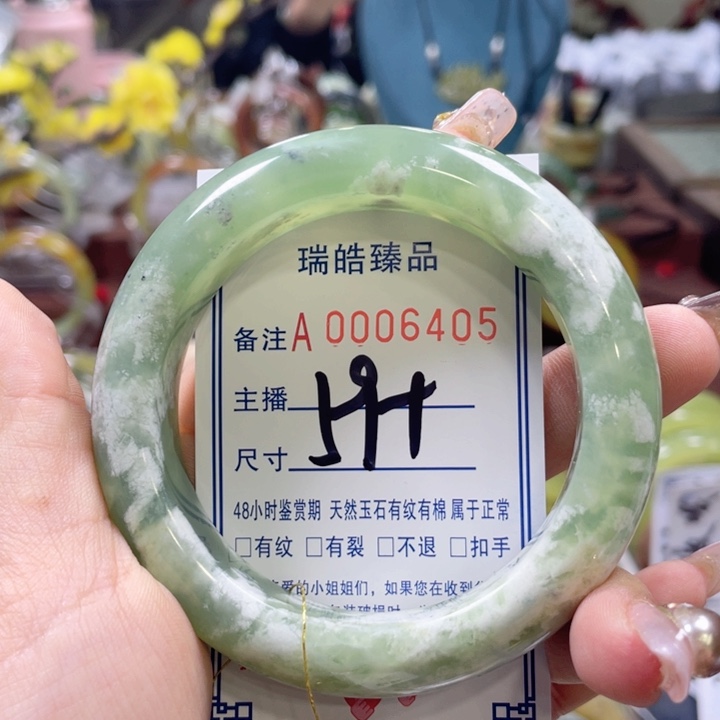 瑞皓臻品
备注 A 0006405
主播
尺寸
48小时鉴赏期 天然玉石有纹有棉 属于正常
□有纹 □有裂 □不退 □扣手
爱的小姐姐们，如果您在收到